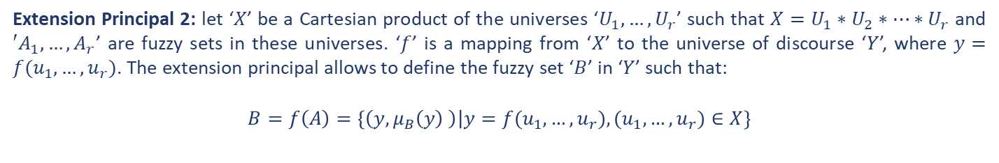 Extension Principal 2: let ‘X’ be a Cartesian product of the universes ‘U₁, … , Uᵣ’ such that X = U₁ * U₂ * ⋯ * Uᵣ and
'A₁, … , Aᵣ’ are fuzzy sets in these universes. ‘f’ is a mapping from ‘X’ to the universe of discourse ‘Y’, where y =
f(u₁, … , uᵣ). The extension principal allows to define the fuzzy set ‘B’ in ‘Y’ such that:
B = f(A) = {(y, μ_B(y) )|y = f(u₁, … , uᵣ), (u₁, … , uᵣ) ∈ X}